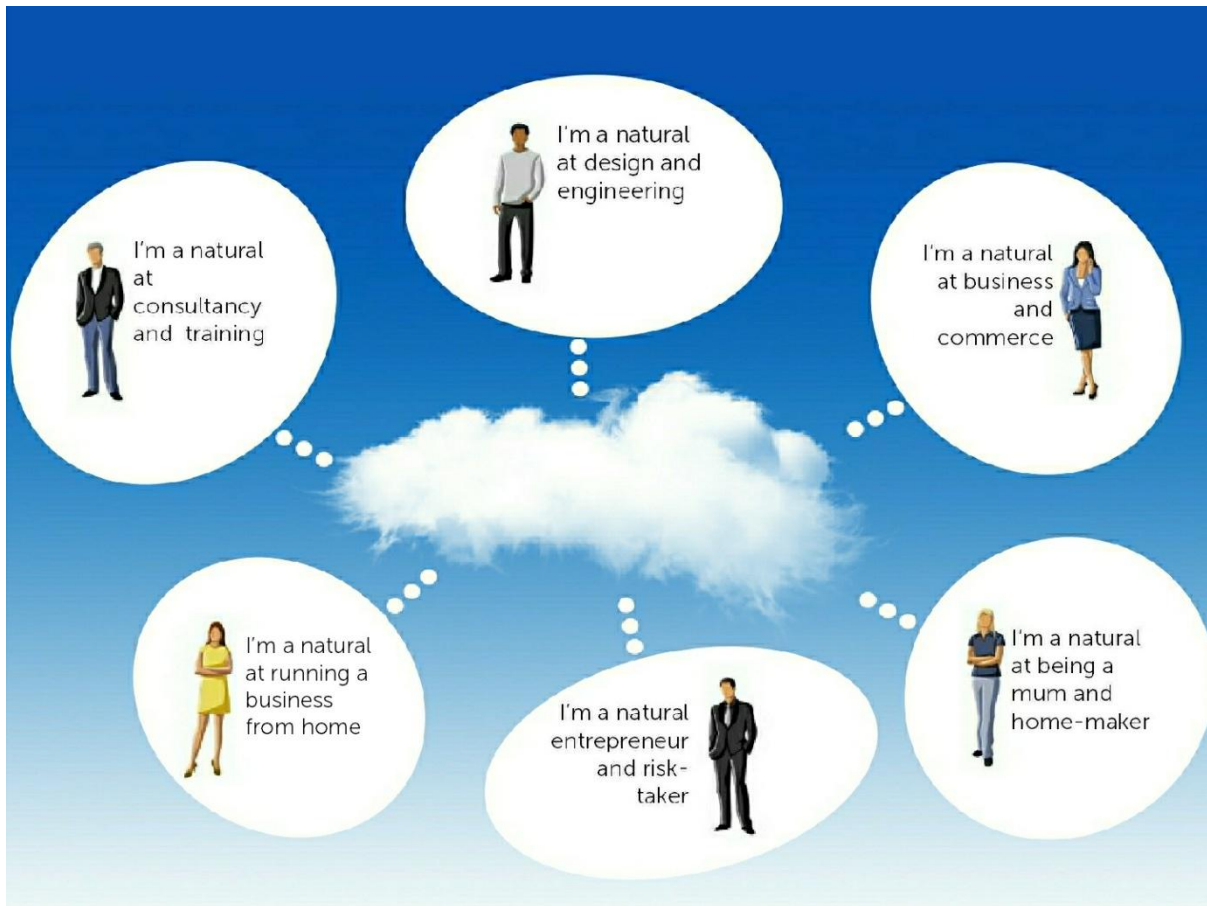 I'm a natural
at design and
engineering
I'm a natural
at
consultancy
and training
I'm a natural
at business
and
commerce
I'm a natural
at running a
business
from home
I'm a natural
entrepreneur
and risk-
taker
I'm a natural
at being a
mum and
home-maker